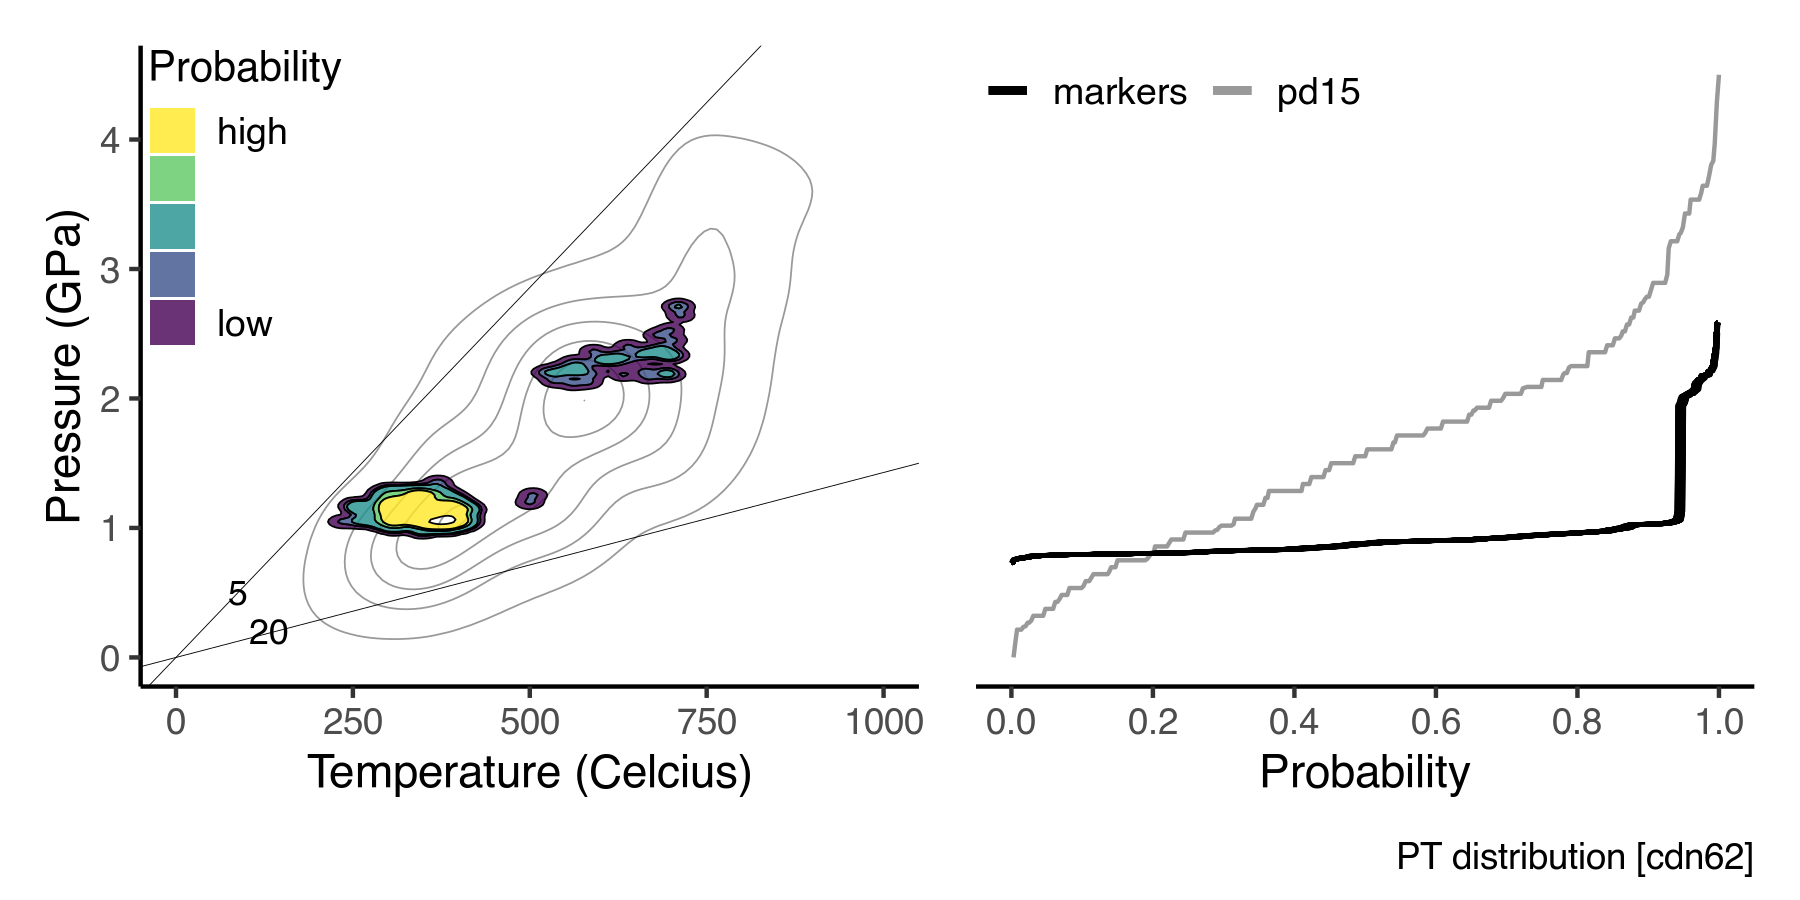 Probability
high
low
4
3
2
1
0
Pressure (GPa)
5
20
0 250 500 750 1000
Temperature (Celcius)
markers pd15
0.0 0.2 0.4 0.6 0.8 1.0
Probability
PT distribution [cdn62]